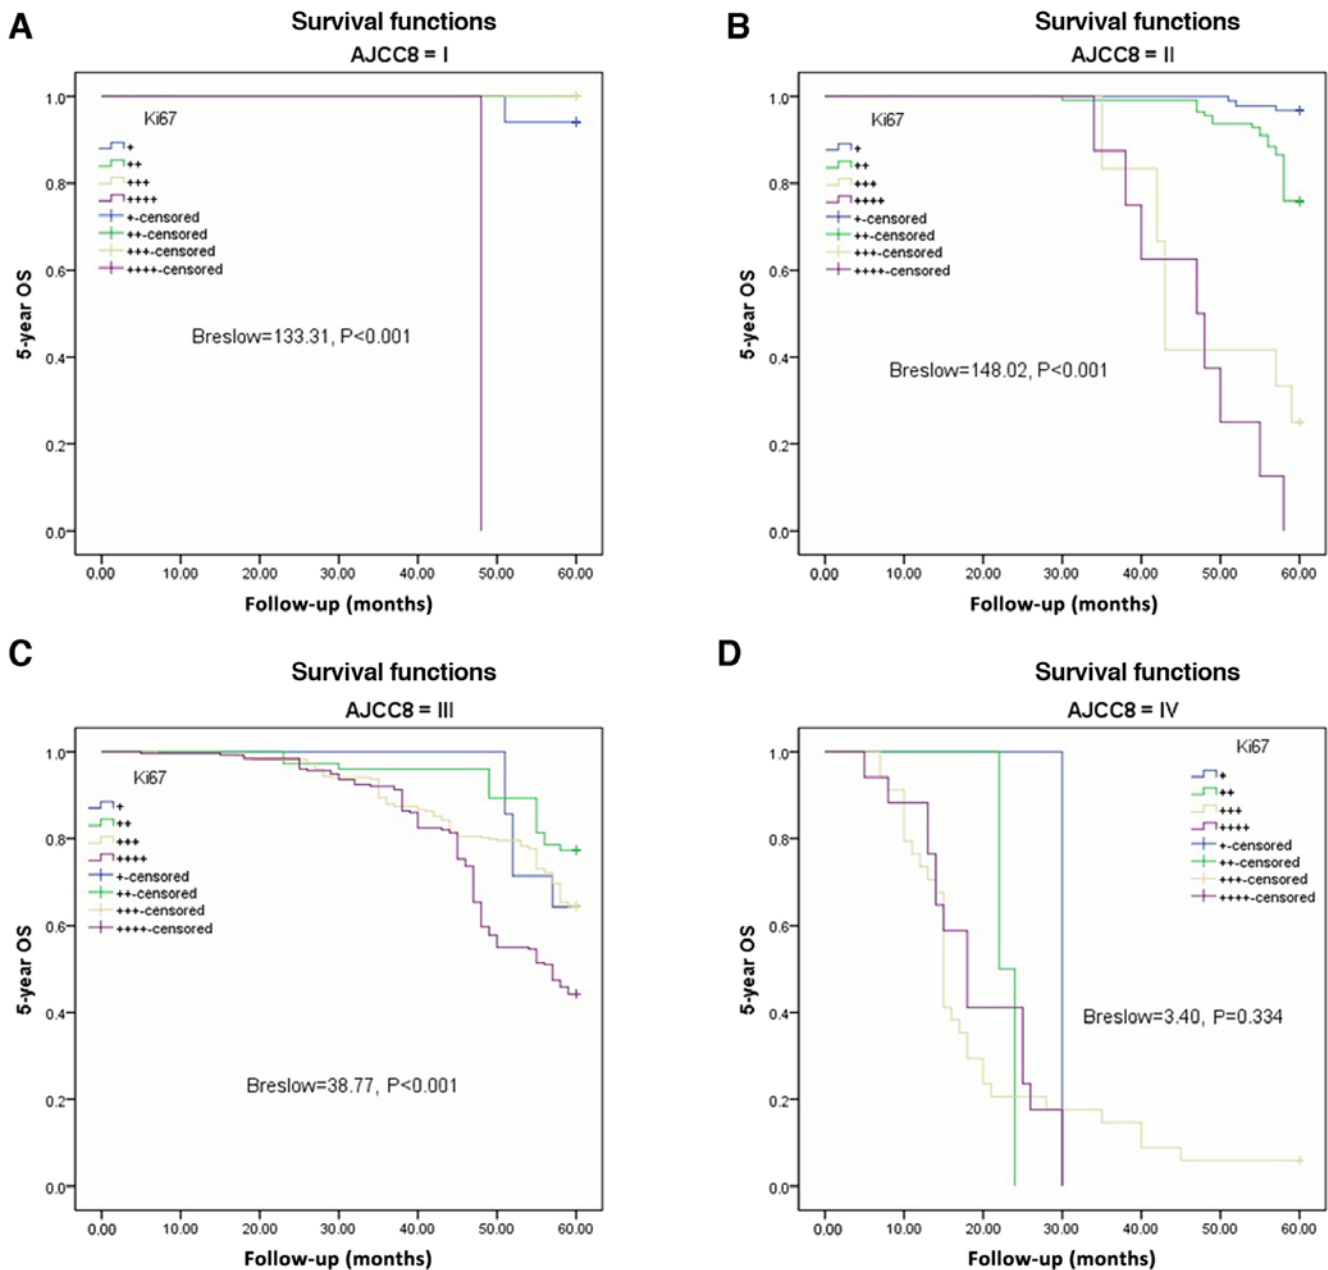 A
Survival functions
AJCC8 = I
1.0
0.8
0.6
0.4
0.2
0.0
5-year OS
Ki67
+
++
+++
++++
+-censored
++-censored
+++-censored
++++-censored
Breslow=133.31, P<0.001
0.00 10.00 20.00 30.00 40.00 50.00 60.00
Follow-up (months)
B
Survival functions
AJCC8 = II
1.0
0.8
0.6
0.4
0.2
0.0
5-year OS
Ki67
+
++
+++
++++
+-censored
++-censored
+++-censored
++++-censored
Breslow=148.02, P<0.001
0.00 10.00 20.00 30.00 40.00 50.00 60.00
Follow-up (months)
C
Survival functions
AJCC8 = III
1.0
0.8
0.6
0.4
0.2
0.0
5-year OS
Ki67
+
++
+++
++++
+-censored
++-censored
+++-censored
++++-censored
Breslow=38.77, P<0.001
0.00 10.00 20.00 30.00 40.00 50.00 60.00
Follow-up (months)
D
Survival functions
AJCC8 = IV
1.0
0.8
0.6
0.4
0.2
0.0
5-year OS
Ki67
+
++
+++
++++
+-censored
++-censored
+++-censored
++++-censored
Breslow=3.40, P=0.334
0.00 10.00 20.00 30.00 40.00 50.00 60.00
Follow-up (months)